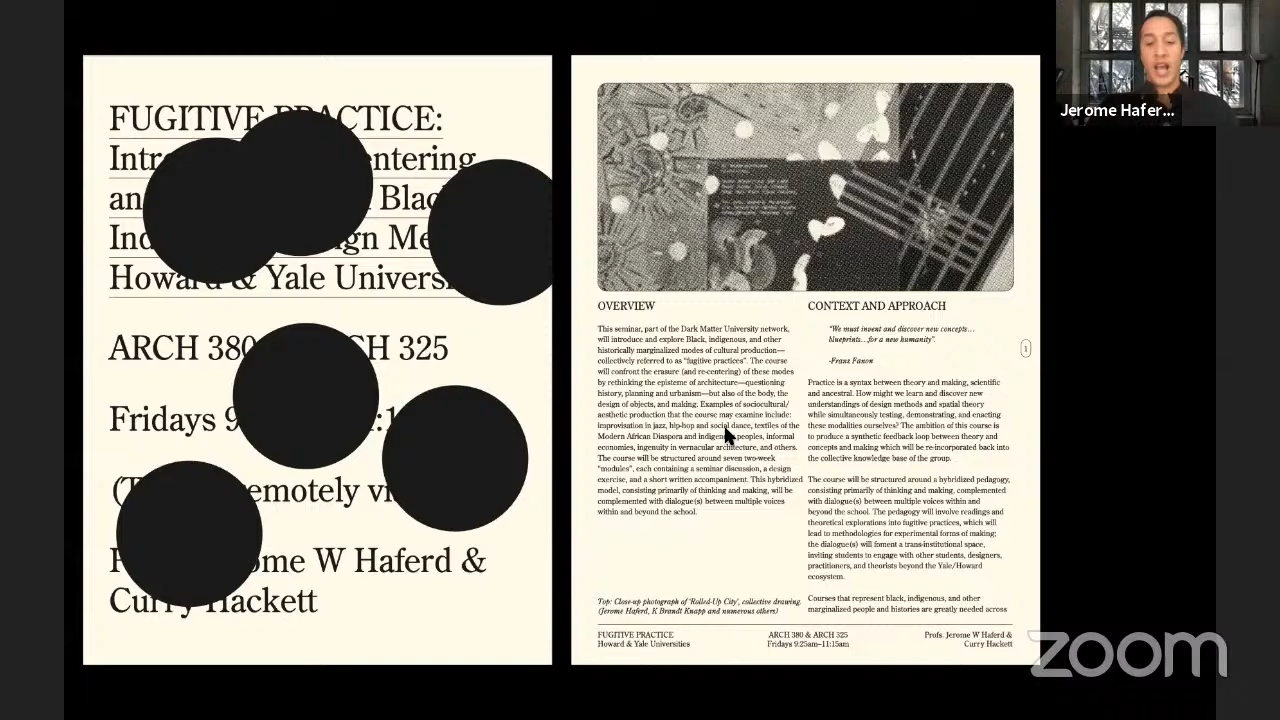 FUGITIVE PRACTICE:
Intro entering
an Blac
Ind ign Me
Howard & Yale Universi
ARCH 380 CH 325
Fridays 9 :1
(T emotely vi
P ome W Haferd &
Curry Hackett
OVERVIEW
This seminar, part of the Dark Matter University network,
will introduce and explore Black, indigenous, and other
historically marginalized modes of cultural production—
collectively referred to as “fugitive practices”. The course
will confront the erasure (and re-centering) of these modes
by rethinking the episteme of architecture—questioning
history, planning and urbanism—but also of the body, the
design of objects, and making. Examples of sociocultural/
aesthetic production that the course may examine include:
improvisation in jazz, hip-hop and social dance, textiles of the
Modern African Diaspora and indigenous peoples, informal
economies, ingenuity in vernacular architecture, and others.
The course will be structured around seven two-week
“modules”, each containing a seminar discussion, a design
exercise, and a short written accompaniment. This hybridized
model, consisting primarily of thinking and making, will be
complemented with dialogue(s) between multiple voices
within and beyond the school.
Top: Close-up photograph of ‘Rolled-Up City’, collective drawing.
(Jerome Haferd, K Brandt Knapp and numerous others)
CONTEXT AND APPROACH
“We must invent and discover new concepts...
blueprints...for a new humanity”.
-Franz Fanon
Practice is a syntax between theory and making, scientific
and ancestral. How might we learn and discover new
understandings of design methods and spatial theory
while simultaneously testing, demonstrating, and enacting
these modalities ourselves? The ambition of this course is
to produce a synthetic feedback loop between theory and
concepts and making which will be re-incorporated back into
the collective knowledge base of the group.
The course will be structured around a hybridized pedagogy,
consisting primarily of thinking and making, complemented
with dialogue(s) between multiple voices within and
beyond the school. The pedagogy will involve readings and
theoretical explorations into fugitive practices, which will
lead to methodologies for experimental forms of making;
the dialogue(s) will foment a trans-institutional space,
inviting students to engage with other students, designers,
practitioners, and theorists beyond the Yale/Howard
ecosystem.
Courses that represent black, indigenous, and other
marginalized people and histories are greatly needed across
1
FUGITIVE PRACTICE
Howard & Yale Universities
ARCH 380 & ARCH 325
Fridays 9.25am–11:15am
Profs. Jerome W Haferd &
Curry Hackett
Jerome Hafer...
zoom